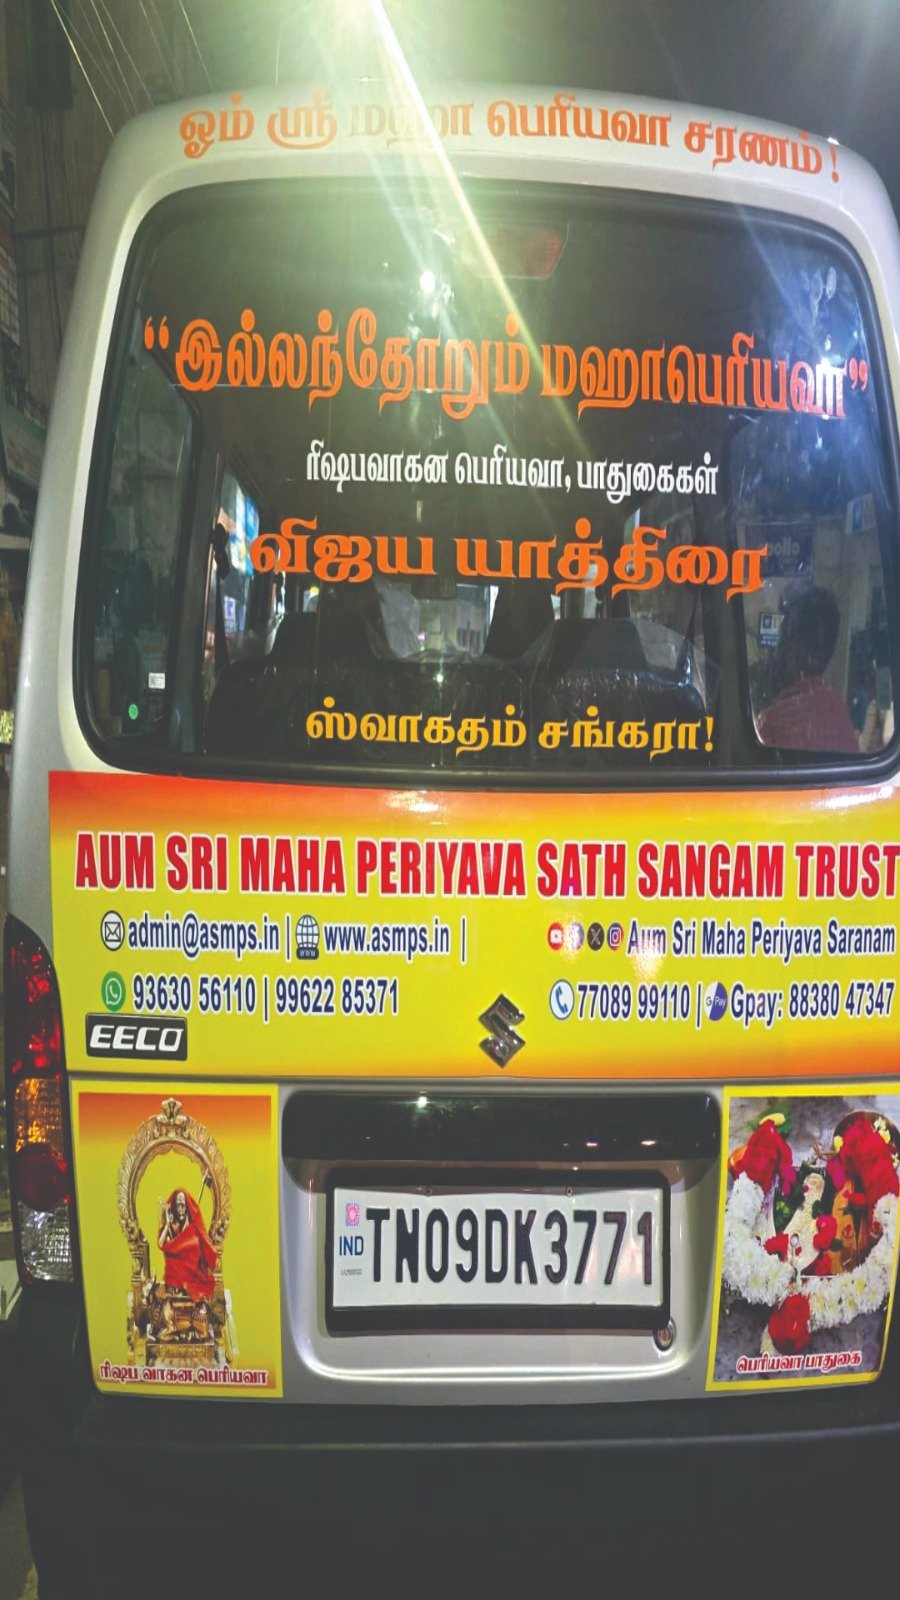 ஓம் ஸ்ரீ மஹா பெரியவா சரணம்!
“இல்லந்தோறும் மஹாபெரியவா”
ரிஷபவாகன பெரியவா, பாதுகைகள்
விஜய யாத்திரை
ஸ்வாகதம் சங்கரா!
AUM SRI MAHA PERIYAVA SATH SANGAM TRUST
admin@asmps.in | www.asmps.in | Aum Sri Maha Periyava Saranam
93630 56110 | 99622 85371 77089 99110 | GPay Gpay: 88380 47347
EECO
IND TN09DK3771
ரிஷப வாகன பெரியவா
பெரியவா பாதுகை